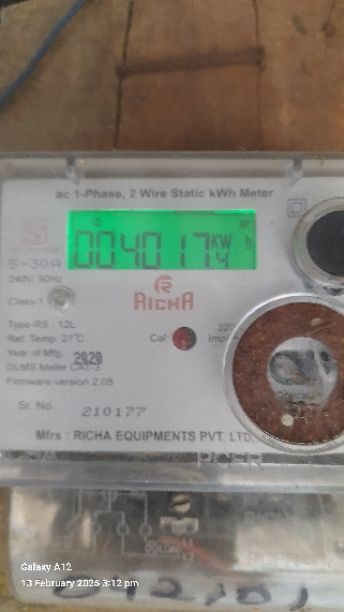 ac 1-Phase, 2 Wire Static kWh Meter
004017.4 KW h
5-30A
240V, 50Hz
Class-1
RICHA
Type-RS : 12L
Cal
320
Ref. Temp. 27°C
Imp/
Year of Mfg. 2020
DLMS Meter CAT-3
Firmware version 2.05
Sr. No. 210177
Mfrs : RICHA EQUIPMENTS PVT. LTD.
Galaxy A12
13 February 2025 3:12 pm